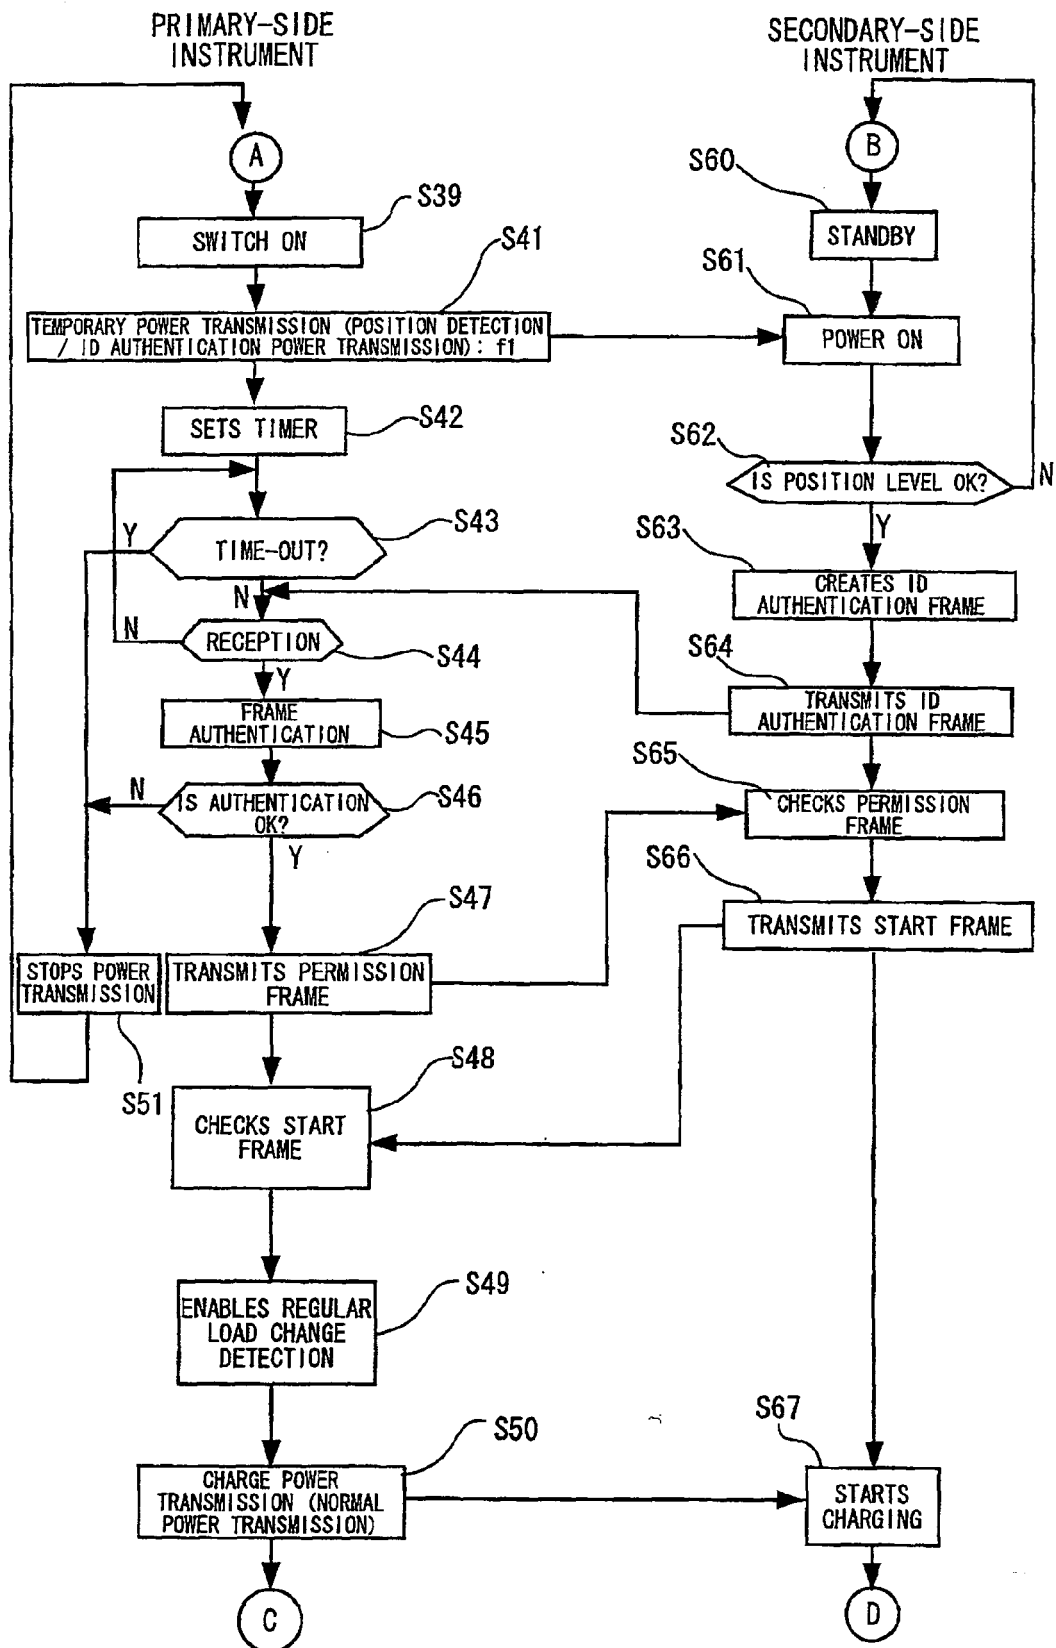 PRIMARY-SIDE
INSTRUMENT
SECONDARY-SIDE
INSTRUMENT
A
B
S39
SWITCH ON
S60
STANDBY
S41
TEMPORARY POWER TRANSMISSION (POSITION DETECTION
/ ID AUTHENTICATION POWER TRANSMISSION): f1
S61
POWER ON
S42
SETS TIMER
S62
IS POSITION LEVEL OK?
N
Y
S43
TIME-OUT?
Y
N
S63
CREATES ID
AUTHENTICATION FRAME
RECEPTION
N
S44
Y
S64
TRANSMITS ID
AUTHENTICATION FRAME
FRAME
AUTHENTICATION
S45
S65
CHECKS PERMISSION
FRAME
IS AUTHENTICATION
OK?
N
S46
Y
S66
TRANSMITS START FRAME
S47
TRANSMITS PERMISSION
FRAME
STOPS POWER
TRANSMISSION
S51
S48
CHECKS START
FRAME
S49
ENABLES REGULAR
LOAD CHANGE
DETECTION
S50
CHARGE POWER
TRANSMISSION (NORMAL
POWER TRANSMISSION)
S67
STARTS
CHARGING
C
D